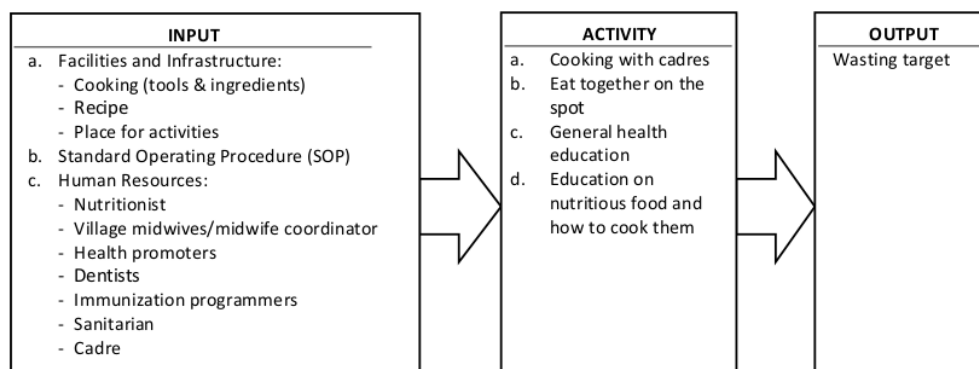 INPUT
a. Facilities and Infrastructure:
- Cooking (tools & ingredients)
- Recipe
- Place for activities
b. Standard Operating Procedure (SOP)
c. Human Resources:
- Nutritionist
- Village midwives/midwife coordinator
- Health promoters
- Dentists
- Immunization programmers
- Sanitarian
- Cadre
ACTIVITY
a. Cooking with cadres
b. Eat together on the
spot
c. General health
education
d. Education on
nutritious food and
how to cook them
OUTPUT
Wasting target